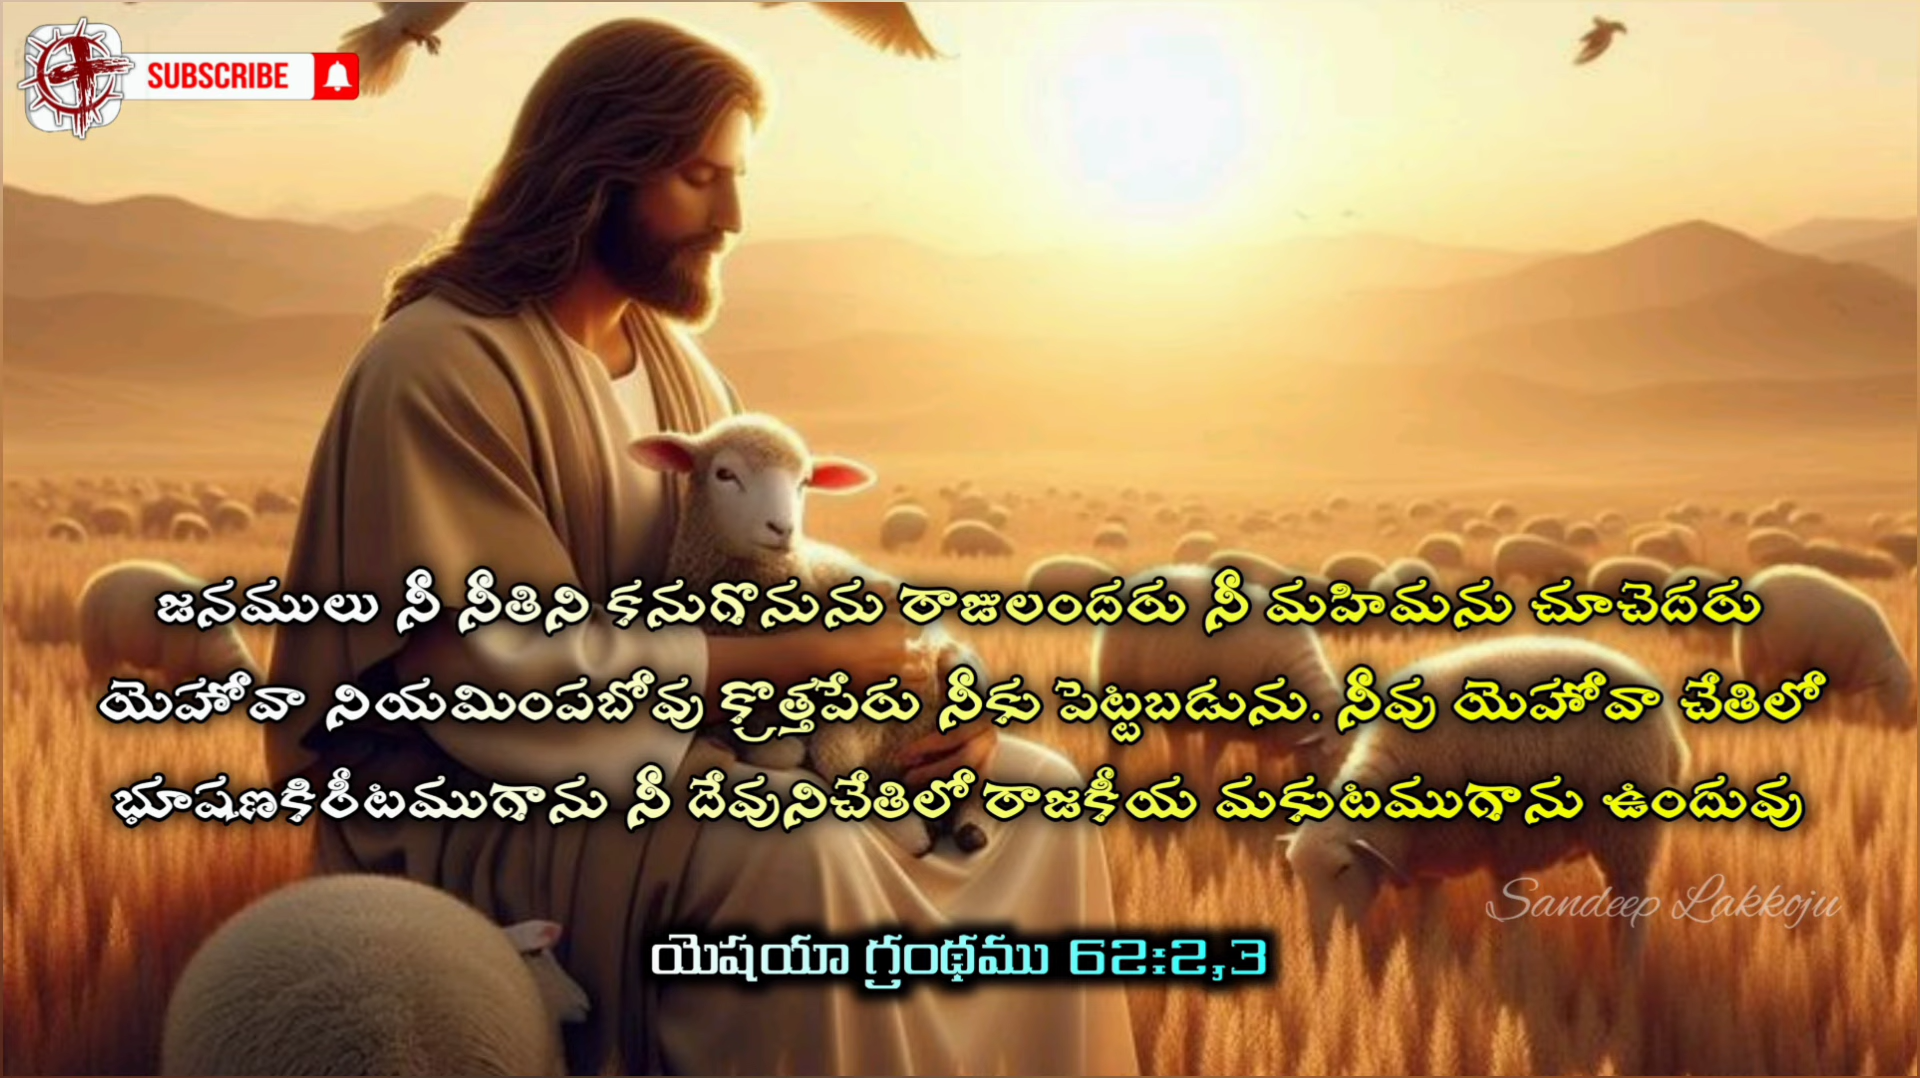 SUBSCRIBE
జనములు నీ నీతిని కనుగొనును రాజులందరు నీ మహిమను చూచెదరు
యెహోవా నియమింపబోవు క్రొత్తపేరు నీకు పెట్టబడును. నీవు యెహోవా చేతిలో
భూషణకిరీటముగాను నీ దేవునిచేతిలో రాజకీయ మకుటముగాను ఉందువు
Sandeep Lakkoju
యెషయా గ్రంథము 62:2,3